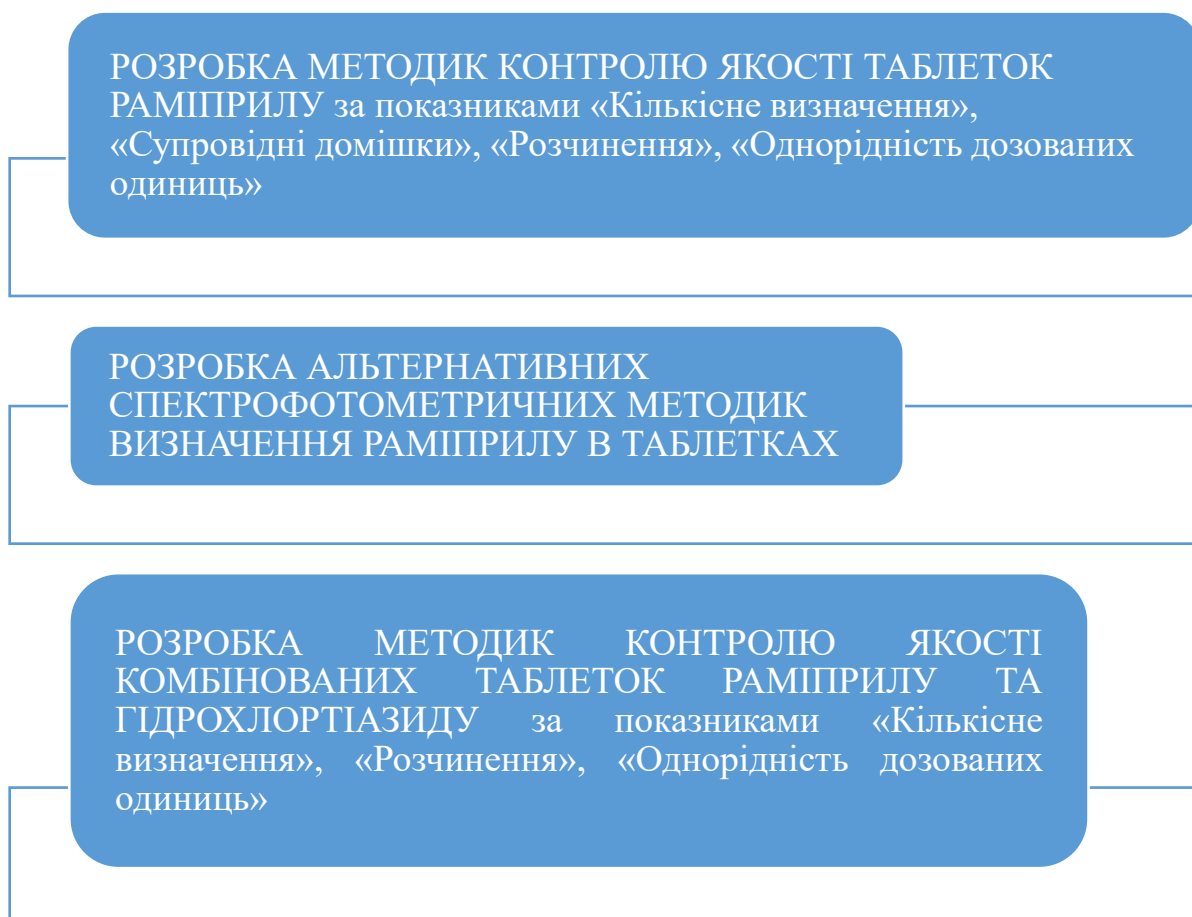 РОЗРОБКА МЕТОДИК КОНТРОЛЮ ЯКОСТІ ТАБЛЕТОК
РАМІПРИЛУ за показниками «Кількісне визначення»,
«Супровідні домішки», «Розчинення», «Однорідність дозованих
одиниць»
РОЗРОБКА АЛЬТЕРНАТИВНИХ
СПЕКТРОФОТОМЕТРИЧНИХ МЕТОДИК
ВИЗНАЧЕННЯ РАМІПРИЛУ В ТАБЛЕТКАХ
РОЗРОБКА МЕТОДИК КОНТРОЛЮ ЯКОСТІ
КОМБІНОВАНИХ ТАБЛЕТОК РАМІПРИЛУ ТА
ГІДРОХЛОРТІАЗИДУ за показниками «Кількісне
визначення», «Розчинення», «Однорідність дозованих
одиниць»